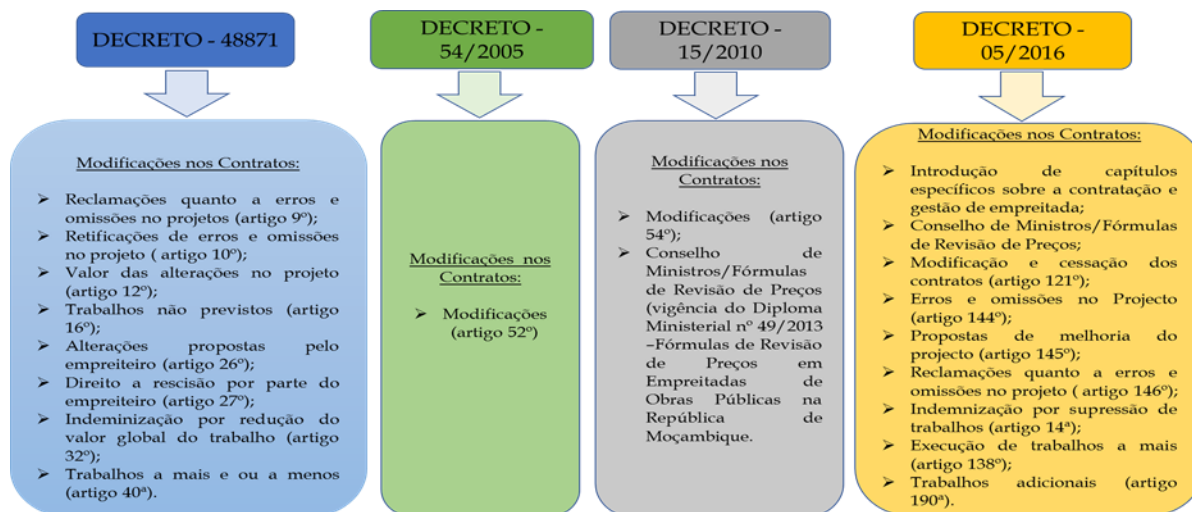 DECRETO - 48871
Modificações nos Contratos:
➢ Reclamações quanto a erros e
omissões no projetos (artigo 9º);
➢ Retificações de erros e omissões
no projeto ( artigo 10º);
➢ Valor das alterações no projeto
(artigo 12º);
➢ Trabalhos não previstos (artigo
16º);
➢ Alterações propostas pelo
empreiteiro (artigo 26º);
➢ Direito a rescisão por parte do
empreiteiro (artigo 27º);
➢ Indeminização por redução do
valor global do trabalho (artigo
32º);
➢ Trabalhos a mais e ou a menos
(artigo 40ª).
DECRETO -
54/2005
Modificações nos
Contratos:
➢ Modificações
(artigo 52º)
DECRETO -
15/2010
Modificações nos
Contratos:
➢ Modificações (artigo
54º);
➢ Conselho de
Ministros/Fórmulas
de Revisão de Preços
(vigência do Diploma
Ministerial nº 49/2013
–Fórmulas de Revisão
de Preços em
Empreitadas de
Obras Públicas na
República de
Moçambique.
DECRETO -
05/2016
Modificações nos Contratos:
➢ Introdução de capítulos
específicos sobre a contratação e
gestão de empreitada;
➢ Conselho de Ministros/Fórmulas
de Revisão de Preços;
➢ Modificação e cessação dos
contratos (artigo 121º);
➢ Erros e omissões no Projecto
(artigo 144º);
➢ Propostas de melhoria do
projecto (artigo 145º);
➢ Reclamações quanto a erros e
omissões no projeto ( artigo 146º);
➢ Indemnização por supressão de
trabalhos (artigo 14ª);
➢ Execução de trabalhos a mais
(artigo 138º);
➢ Trabalhos adicionais (artigo
190ª).